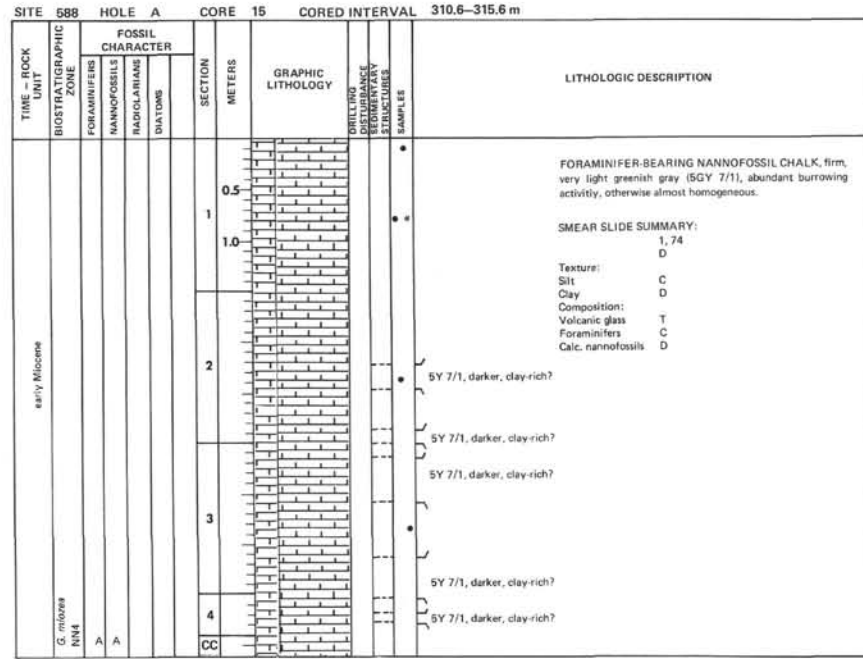 SITE 588 HOLE A CORE 15 CORED INTERVAL 310.6—315.6 m
TIME – ROCK UNIT
BIOSTRATIGRAPHIC ZONE
FOSSIL CHARACTER
FORAMINIFERS
NANNOFOSSILS
RADIOLARIANS
DIATOMS
SECTION
METERS
GRAPHIC LITHOLOGY
DRILLING DISTURBANCE
SEDIMENTARY STRUCTURES
SAMPLES
LITHOLOGIC DESCRIPTION
early Miocene
G. miozea
NN4
A A
1
0.5
1.0
2
3
4
CC
5Y 7/1, darker, clay-rich?
5Y 7/1, darker, clay-rich?
5Y 7/1, darker, clay-rich?
5Y 7/1, darker, clay-rich?
5Y 7/1, darker, clay-rich?
FORAMINIFER-BEARING NANNOFOSSIL CHALK, firm,
very light greenish gray (5GY 7/1), abundant burrowing
activitiy, otherwise almost homogeneous.
SMEAR SLIDE SUMMARY:
1, 74
D
Texture:
Silt C
Clay D
Composition:
Volcanic glass T
Foraminifers C
Calc. nannofossils D